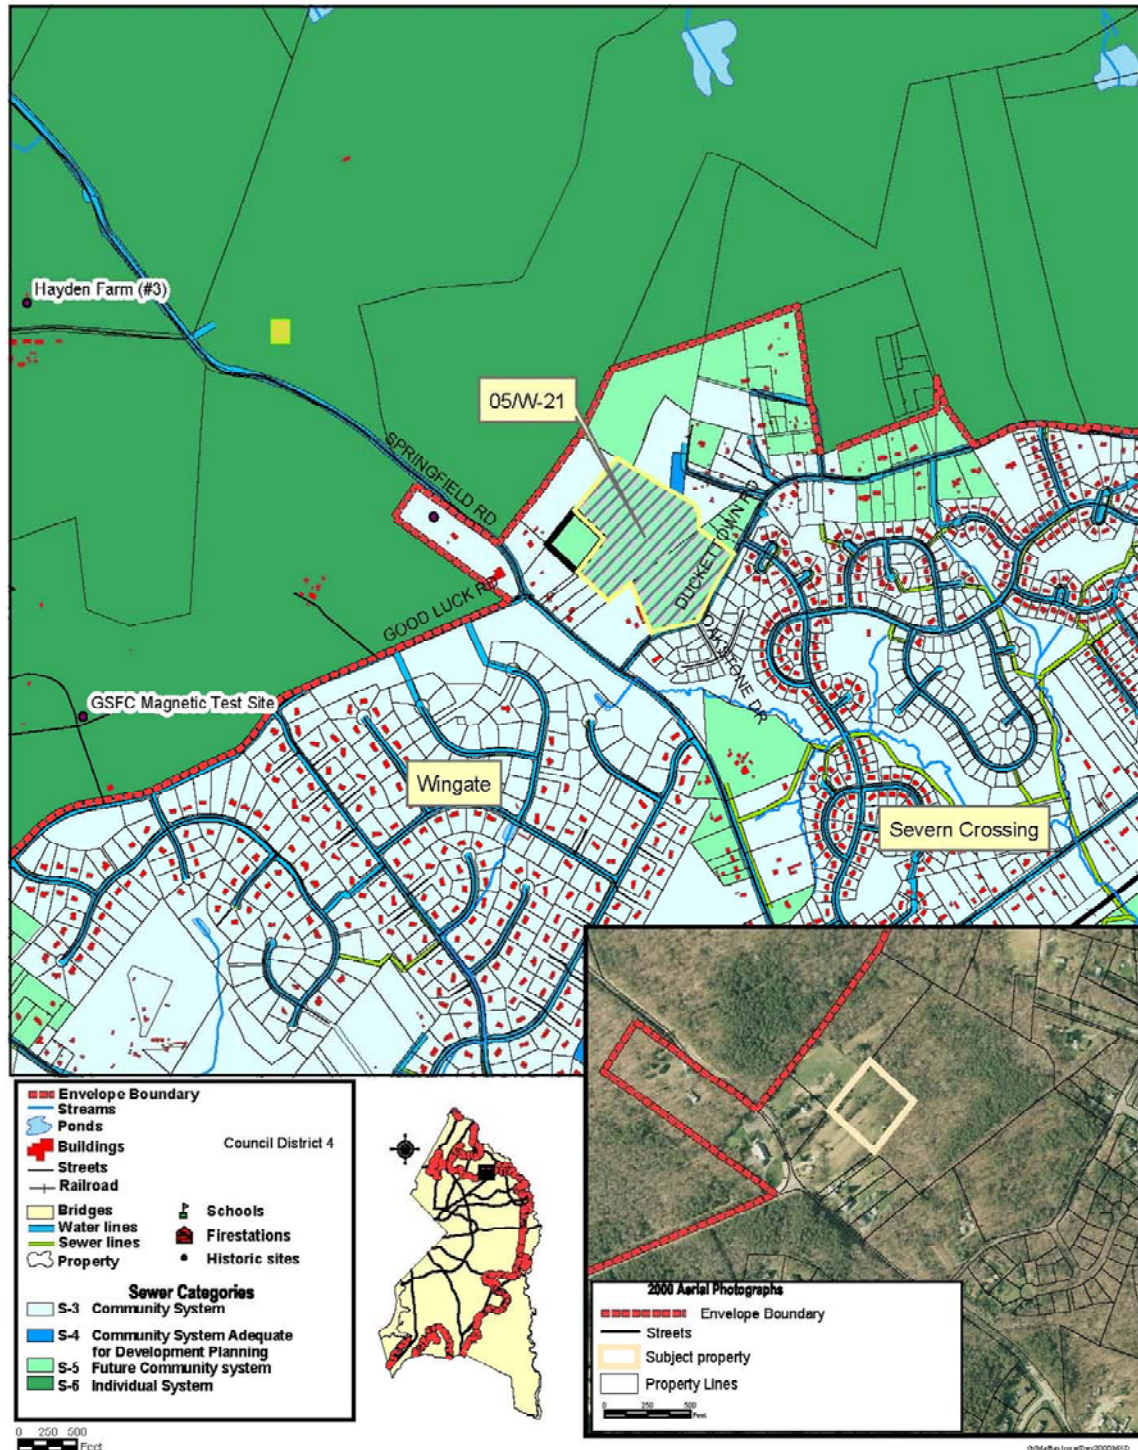 Hayden Farm (#3)
05/W-21
SPRINGFIELD RD
DUCKETTOWN RD
GOOD LUCK RD
OAKSTONE DR
GSFC Magnetic Test Site
Wingate
Severn Crossing
Envelope Boundary
Streams
Ponds
Buildings
Council District 4
Streets
Railroad
Bridges
Water lines
Sewer lines
Property
Schools
Firestations
Historic sites
Sewer Categories
S-3 Community System
S-4 Community System Adequate
for Development Planning
S-5 Future Community system
S-6 Individual System
0 250 500
Feet
2000 Aerial Photographs
Envelope Boundary
Streets
Subject property
Property Lines
0 250 500
Feet